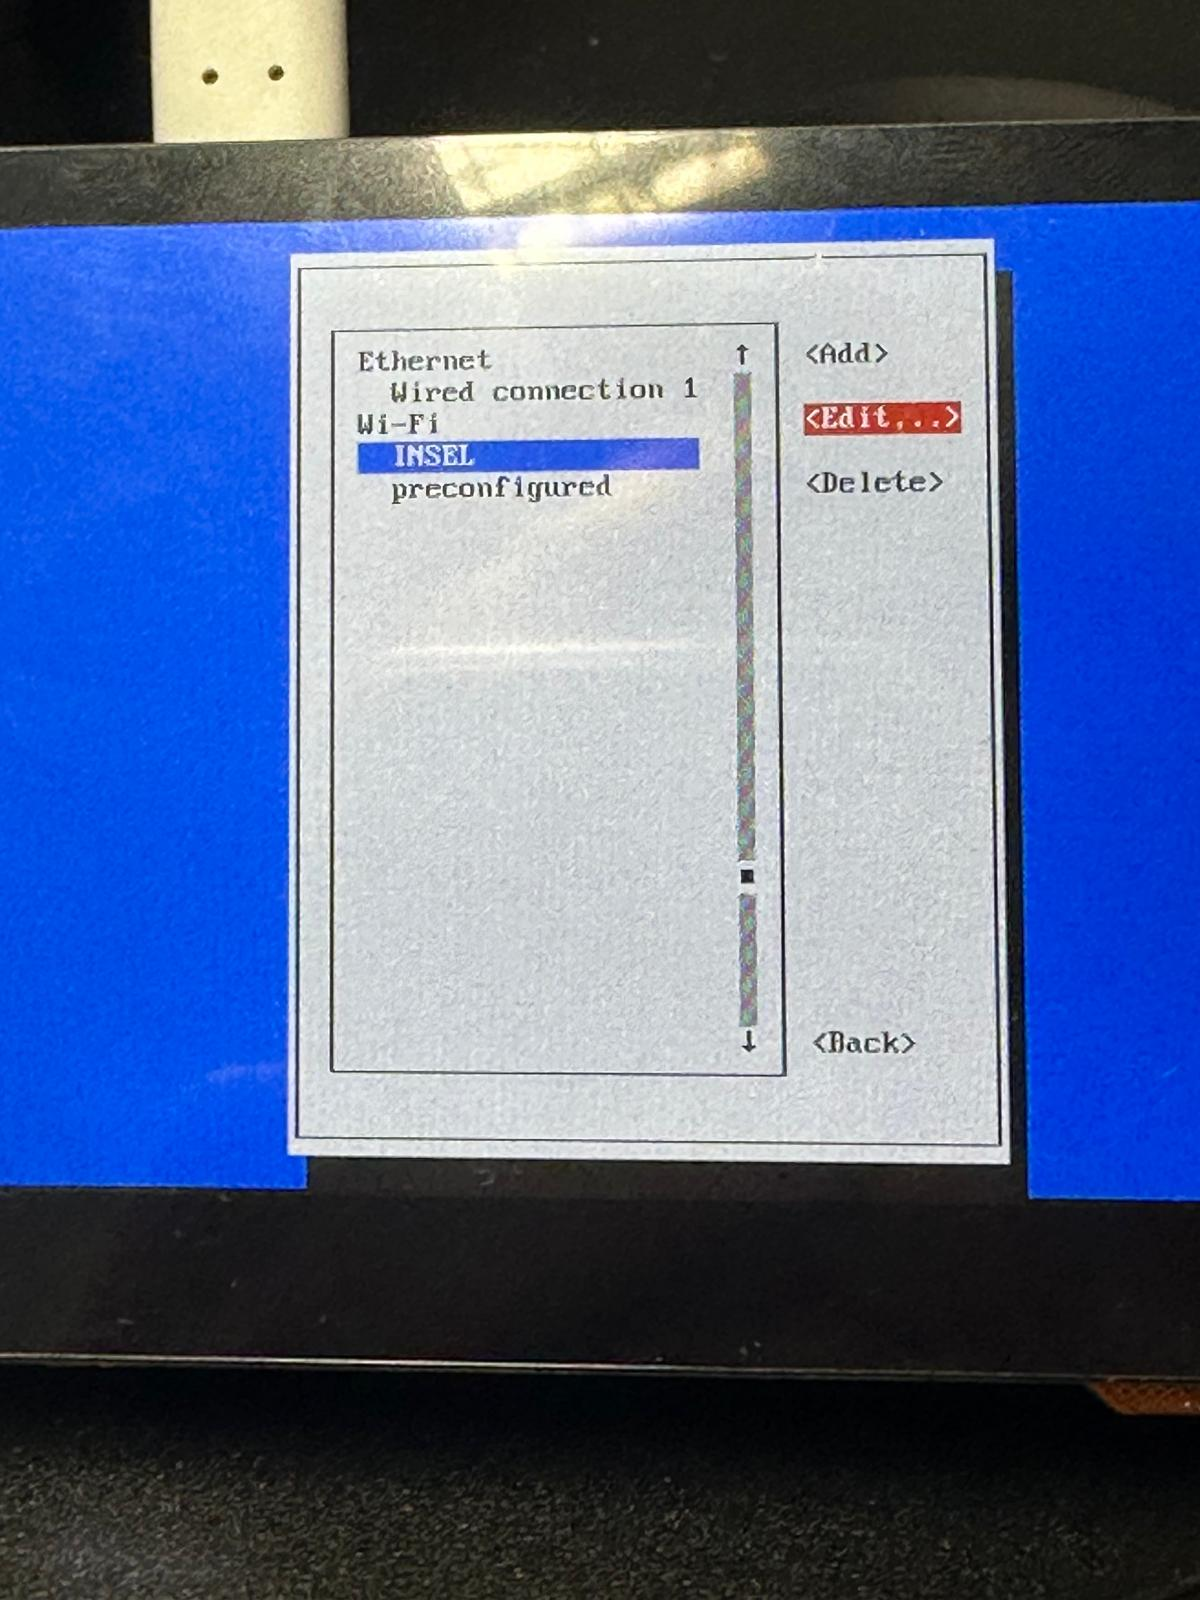 Ethernet
Wired connection 1
Wi-Fi
INSEL
preconfigured
<Add>
<Edit...>
<Delete>
<Back>